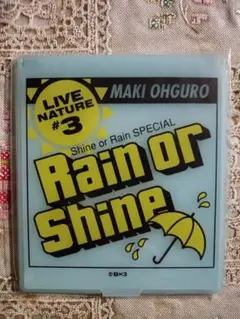 LIVE
NATURE
#3
MAKI OHGURO
Shine or Rain SPECIAL
Rain or
Shine